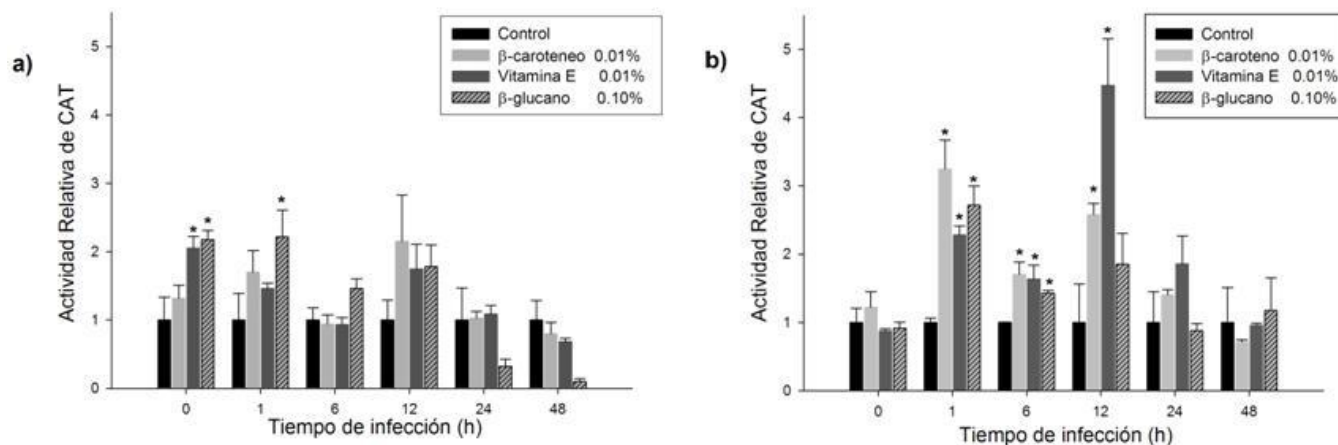 a)
Actividad Relativa de CAT
5
4
3
2
1
0
Control
β-caroteneo 0.01%
Vitamina E 0.01%
β-glucano 0.10%
* *
*
0 1 6 12 24 48
Tiempo de infección (h)
b)
Actividad Relativa de CAT
5
4
3
2
1
0
Control
β-caroteno 0.01%
Vitamina E 0.01%
β-glucano 0.10%
* * *
* * *
* *
0 1 6 12 24 48
Tiempo de infección (h)